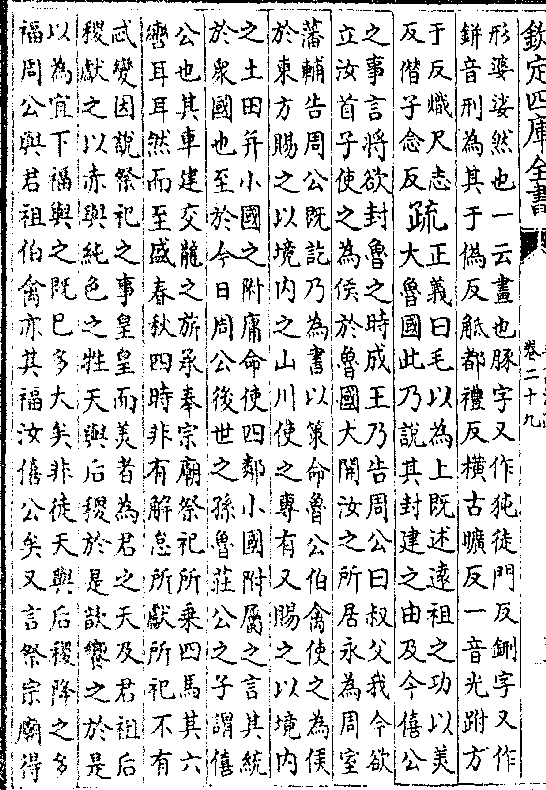 欽定四庫全書
卷二十九
形婆娑然也一云畫也豚字又作㹠徒門反鉶字又作
鉼音刑為其于偽反觝都禮反橫古曠反一音光跗方
于反熾尺志
反偕子念反
疏
正義曰毛以為上既述遠祖之功以美
大魯國此乃說其封建之由及今僖公
之事言將欲封魯之時成王乃告周公曰叔父我今欲
立汝首子使之為侯於魯國大開汝之所居永為周室
藩輔告周公既訖乃為書以策命魯公伯禽使之為侯
於東方賜之以境內之山川使之專有又賜之以境內
之土田并小國之附庸命使四鄰小國附屬之言其統
於衆國也至於今日周公後世之孫魯莊公之子謂僖
公也其車建交龍之旂承奉宗廟祭祀所乘四馬其六
轡耳耳然而至盛春秋四時非有解怠所獻所祀不有
忒變因說祭祀之事皇皇而美者為君之天及君祖后
稷獻之以赤與純色之牲天與后稷於是歆饗之於是
以為宜下福與之既已多大矣非徒天與后稷降之多
福周公與君祖伯禽亦其福汝僖公矣又言祭宗廟得